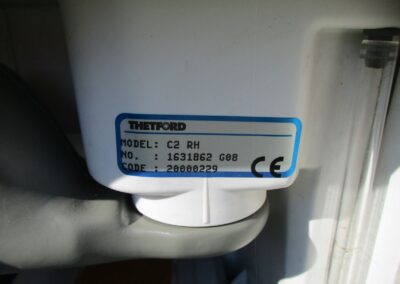 THETFORD
MODEL: C2 RH
NO. : 1631862 G08
CODE : 20000229
CE